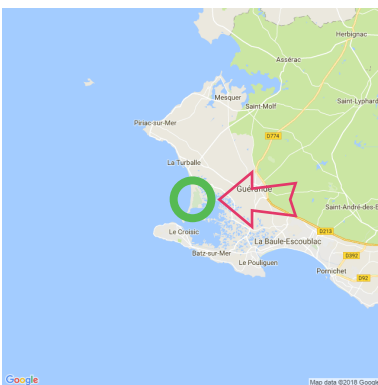 Herbignac
Assérac
Mesquer
Saint-Molf
Saint-Lyphard
Piriac-sur-Mer
D774
La Turballe
Guérande
Saint-André-des-E
D213
Le Croisic
La Baule-Escoublac
Batz-sur-Mer
D392
Le Pouliguen
Pornichet
D92
Google
Map data ©2018 Google